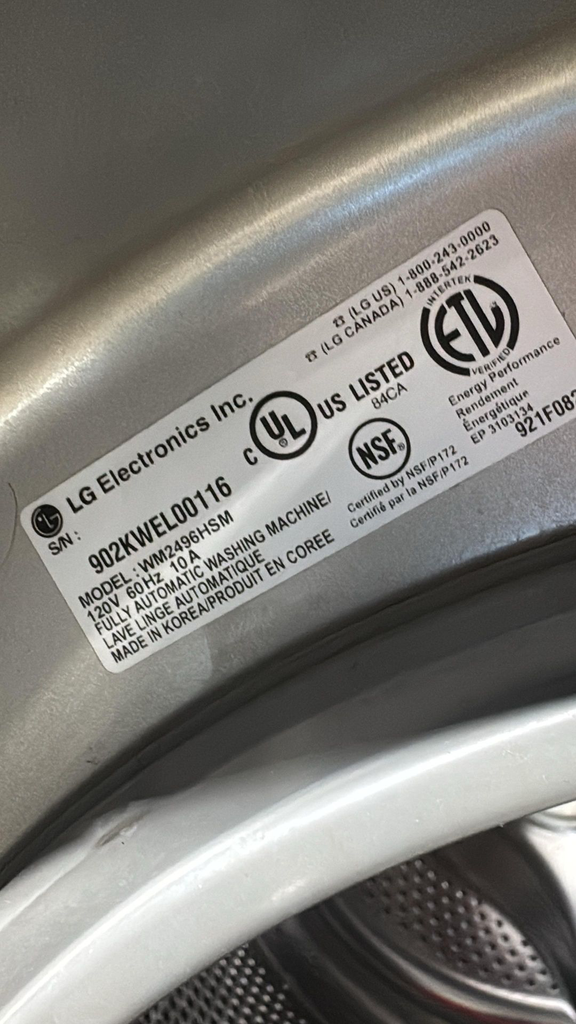 ☎ (LG US) 1-800-243-0000
☎ (LG CANADA) 1-888-542-2623
LG LG Electronics Inc.
C UL US LISTED
84CA
INTERTEK
ETL
VERIFIED
Energy Performance
Rendement
Énergétique
EP 3103134
S/N :
902KWEL00116
NSF
Certified by NSF/P172
Certifié par la NSF/P172
MODEL : WM2496HSM
120V 60Hz 10A
FULLY AUTOMATIC WASHING MACHINE/
LAVE LINGE AUTOMATIQUE
MADE IN KOREA/PRODUIT EN COREE